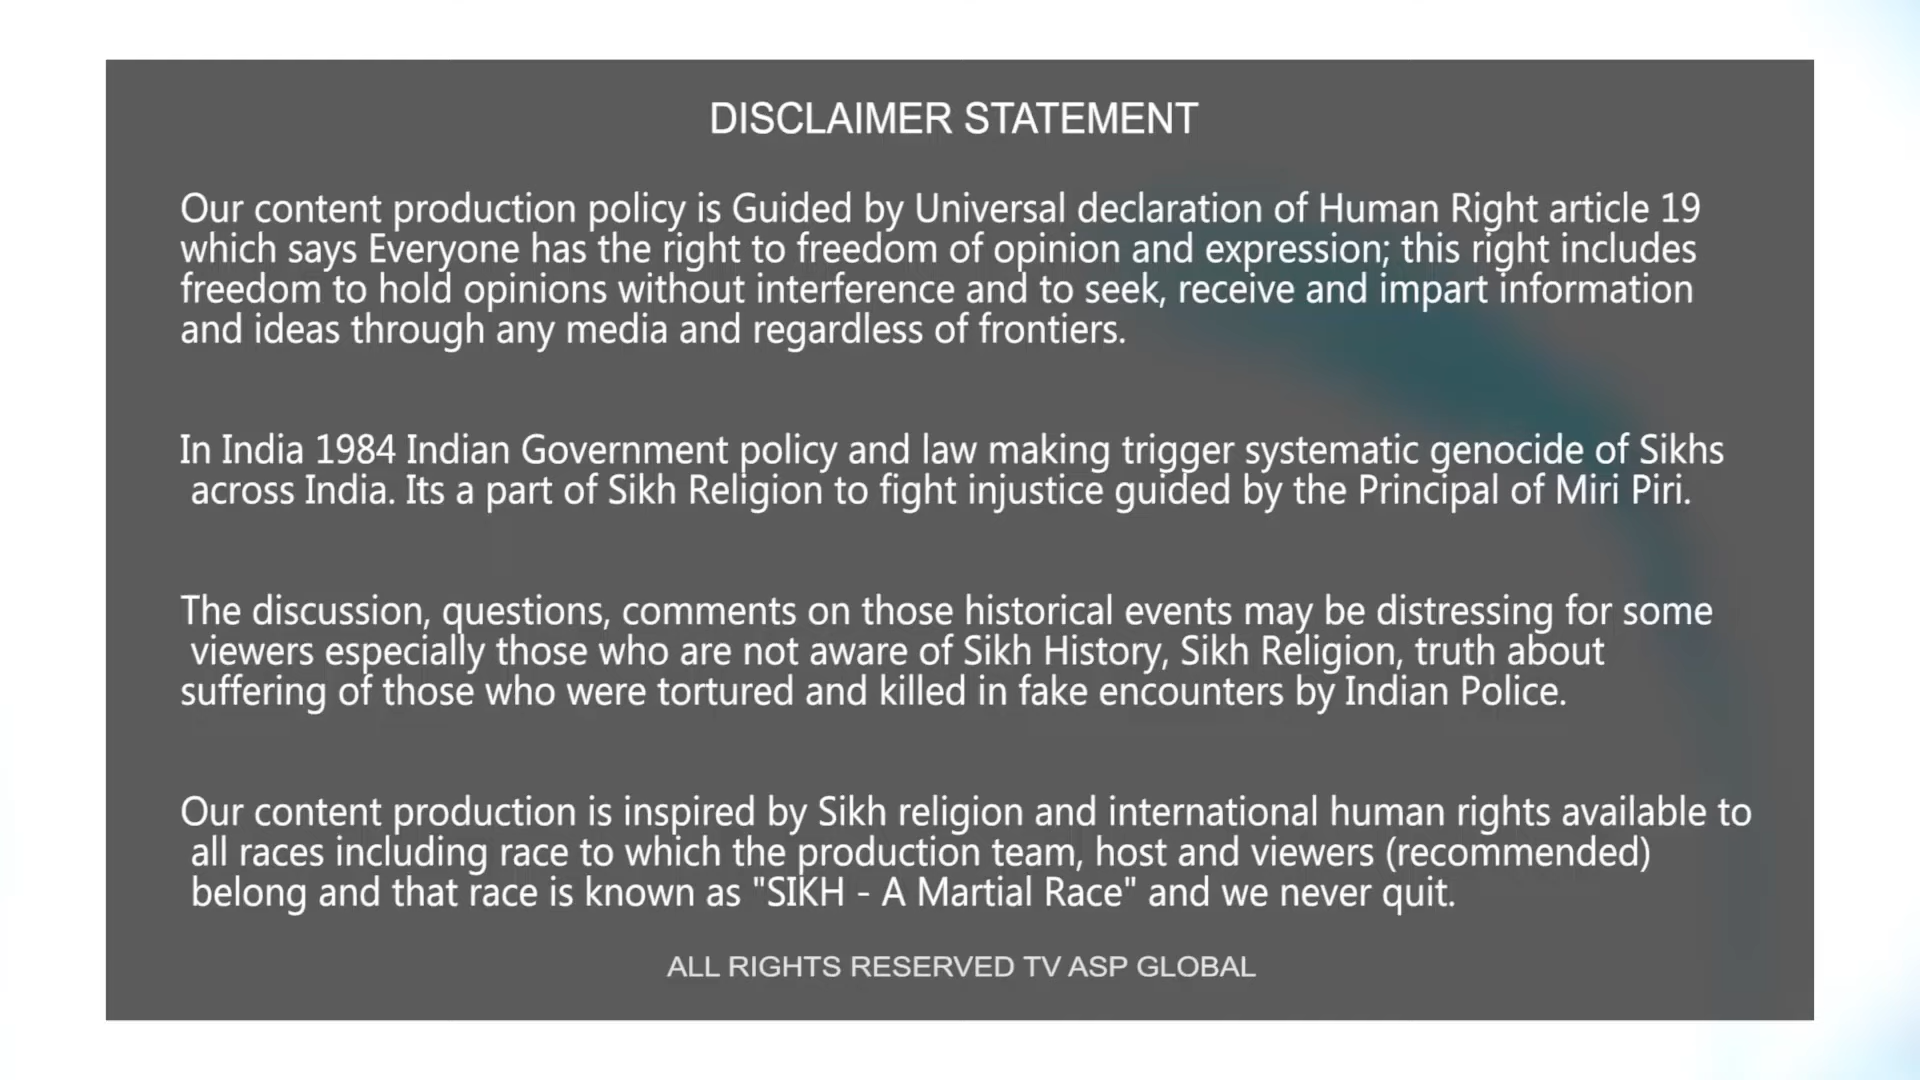 DISCLAIMER STATEMENT
Our content production policy is Guided by Universal declaration of Human Right article 19
which says Everyone has the right to freedom of opinion and expression; this right includes
freedom to hold opinions without interference and to seek, receive and impart information
and ideas through any media and regardless of frontiers.
In India 1984 Indian Government policy and law making trigger systematic genocide of Sikhs
across India. Its a part of Sikh Religion to fight injustice guided by the Principal of Miri Piri.
The discussion, questions, comments on those historical events may be distressing for some
viewers especially those who are not aware of Sikh History, Sikh Religion, truth about
suffering of those who were tortured and killed in fake encounters by Indian Police.
Our content production is inspired by Sikh religion and international human rights available to
all races including race to which the production team, host and viewers (recommended)
belong and that race is known as "SIKH - A Martial Race" and we never quit.
ALL RIGHTS RESERVED TV ASP GLOBAL